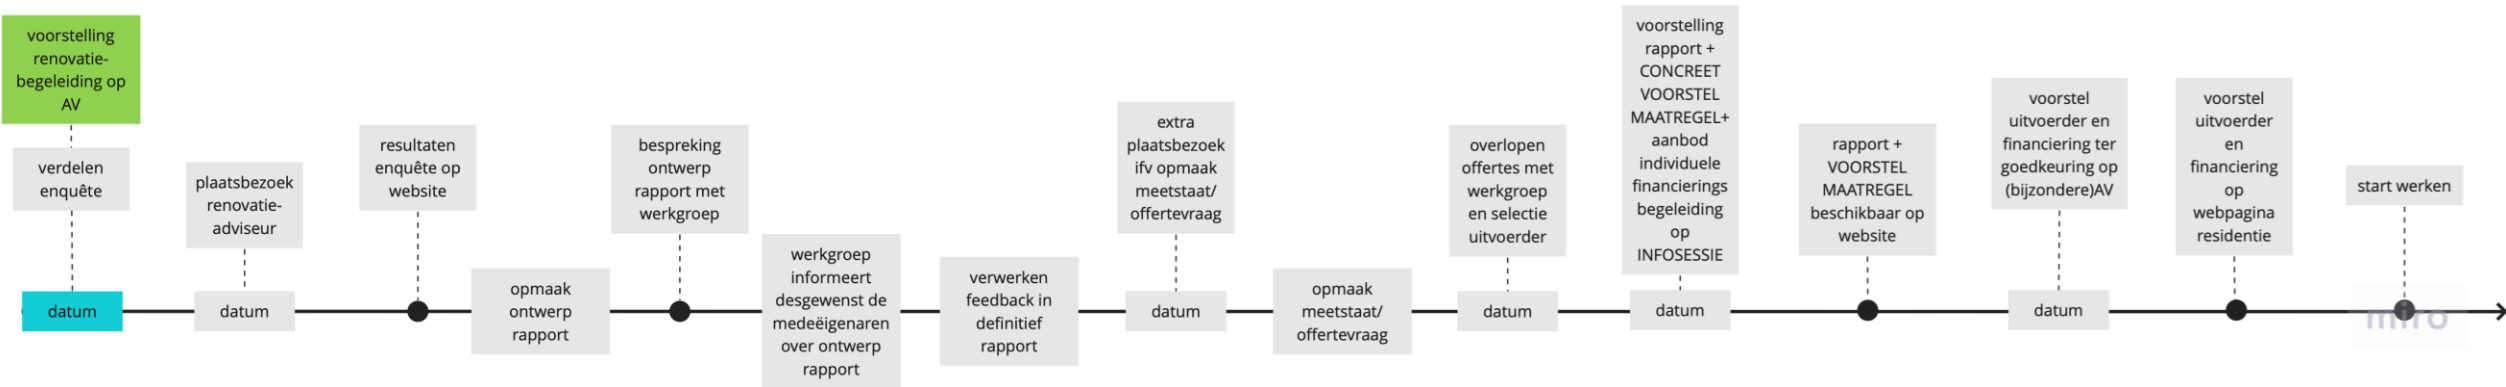 voorstelling
renovatie-
begeleiding op
AV
verdelen
enquête
datum
plaatsbezoek
renovatie-
adviseur
datum
resultaten
enquête op
website
opmaak
ontwerp
rapport
bespreking
ontwerp
rapport met
werkgroep
werkgroep
informeert
desgewenst de
medeëigenaren
over ontwerp
rapport
verwerken
feedback in
definitief
rapport
extra
plaatsbezoek
ifv opmaak
meetstaat/
offertevraag
datum
opmaak
meetstaat/
offertevraag
overlopen
offertes met
werkgroep
en selectie
uitvoerder
datum
voorstelling
rapport +
CONCREET
VOORSTEL
MAATREGEL+
aanbod
individuele
financierings
begeleiding
op
INFOSESSIE
datum
rapport +
VOORSTEL
MAATREGEL
beschikbaar op
website
voorstel
uitvoerder en
financiering ter
goedkeuring op
(bijzondere)AV
datum
voorstel
uitvoerder
en
financiering
op
webpagina
residentie
start werken
miro